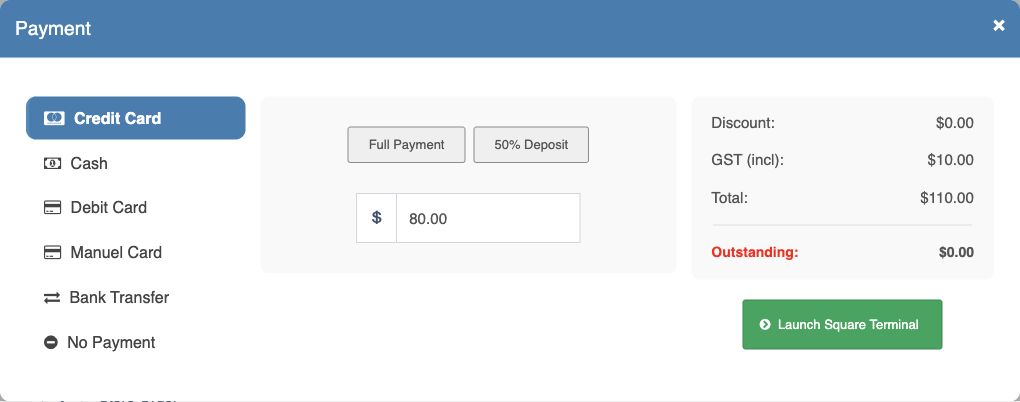 Payment
×
Credit Card
Cash
Debit Card
Manuel Card
Bank Transfer
No Payment
Full Payment
50% Deposit
$ 80.00
Discount: $0.00
GST (incl): $10.00
Total: $110.00
Outstanding: $0.00
Launch Square Terminal